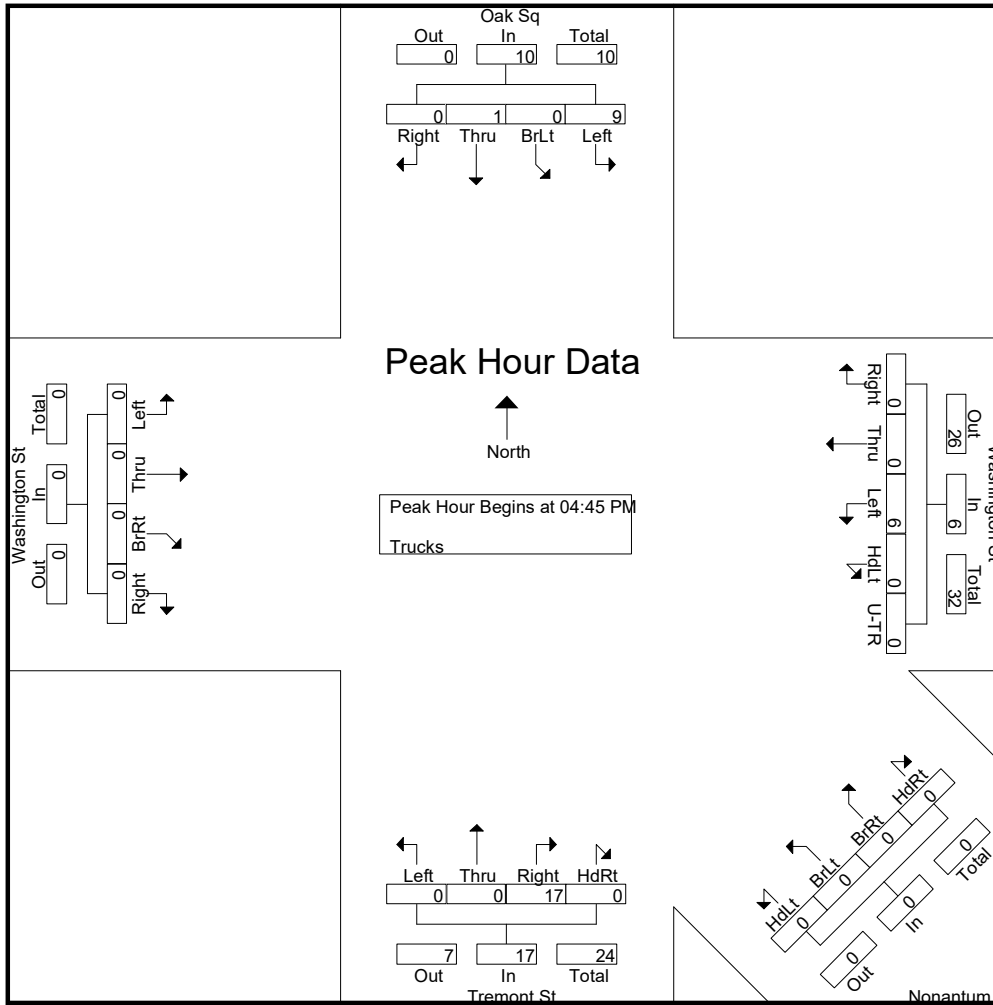 Oak Sq
Out In Total
0 10 10
0 1 0 9
Right Thru BrLt Left
Peak Hour Data
North
Peak Hour Begins at 04:45 PM
Trucks
Washington St
Total In Out
0 0 0
0 0 0 0
Left Thru BrRt Right
Washington St
Out In Total
26 6 32
0 0 6 0 0
Right Thru Left HdLt U-TR
Left Thru Right HdRt
0 0 17 0
7 17 24
Out In Total
Tremont St
HdLt BrLt BrRt HdRt
0 0 0 0
0 0 0
Out In Total
Nonantum